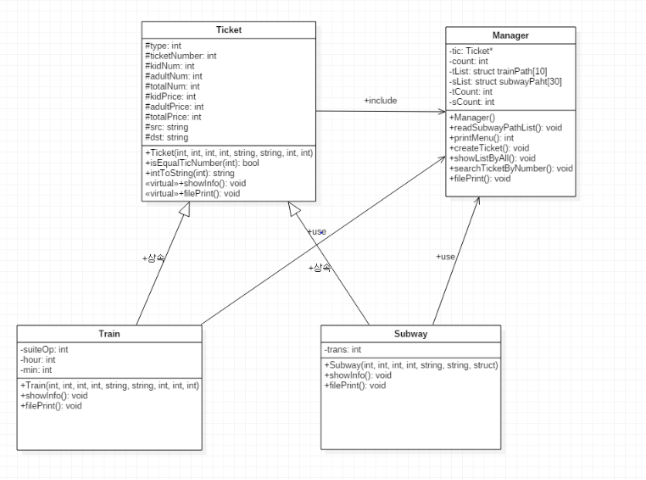 Ticket
#type: int
#ticketNumber: int
#kidNum: int
#adultNum: int
#totalNum: int
#kidPrice: int
#adultPrice: int
#totalPrice: int
#src: string
#dst: string
+Ticket(int, int, int, int, string, string, int, int)
+isEqualTicNumber(int): bool
+intToString(int): string
«virtual»+showInfo(): void
«virtual»+filePrint(): void
Manager
-tic: Ticket*
-count: int
-tList: struct trainPath[10]
-sList: struct subwayPaht[30]
-tCount: int
-sCount: int
+Manager()
+readSubwayPathList(): void
+printMenu(): int
+createTicket(): void
+showListByAll(): void
+searchTicketByNumber(): void
+filePrint(): void
+include
+use
+상속
+상속
+use
Train
-suiteOp: int
-hour: int
-min: int
+Train(int, int, int, int, string, string, int, int, int)
+showInfo(): void
+filePrint(): void
Subway
-trans: int
+Subway(int, int, int, int, string, string, struct)
+showInfo(): void
+filePrint(): void